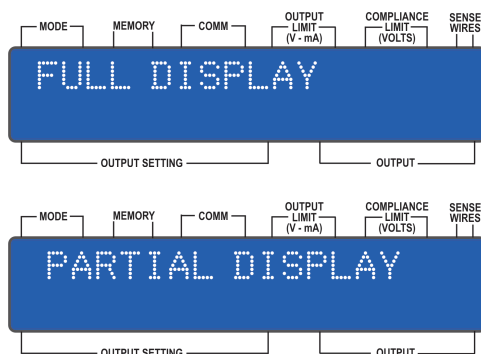 MODE MEMORY COMM OUTPUT LIMIT (V - mA) COMPLIANCE LIMIT (VOLTS) SENSE WIRES
FULL DISPLAY
OUTPUT SETTING OUTPUT
MODE MEMORY COMM OUTPUT LIMIT (V - mA) COMPLIANCE LIMIT (VOLTS) SENSE WIRES
PARTIAL DISPLAY
OUTPUT SETTING OUTPUT